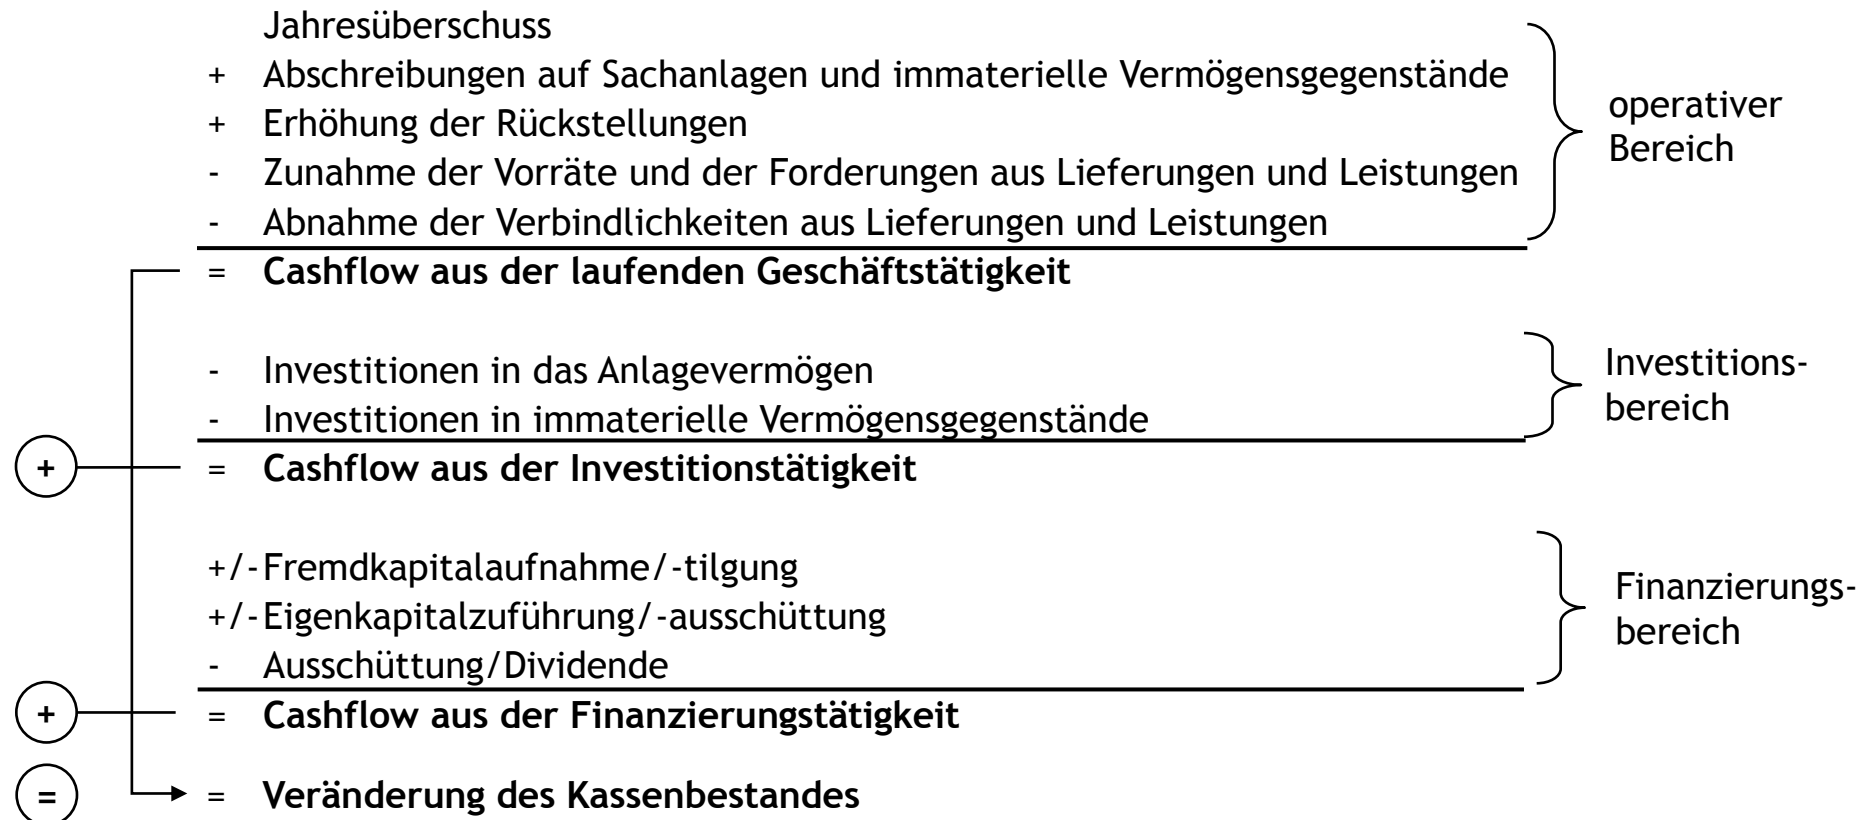 Jahresüberschuss
+ Abschreibungen auf Sachanlagen und immaterielle Vermögensgegenstände
+ Erhöhung der Rückstellungen
- Zunahme der Vorräte und der Forderungen aus Lieferungen und Leistungen
- Abnahme der Verbindlichkeiten aus Lieferungen und Leistungen
operativer
Bereich
= Cashflow aus der laufenden Geschäftstätigkeit
- Investitionen in das Anlagevermögen
- Investitionen in immaterielle Vermögensgegenstände
Investitions-
bereich
+ = Cashflow aus der Investitionstätigkeit
+/-Fremdkapitalaufnahme/-tilgung
+/-Eigenkapitalzuführung/-ausschüttung
- Ausschüttung/Dividende
Finanzierungs-
bereich
+ = Cashflow aus der Finanzierungstätigkeit
= = Veränderung des Kassenbestandes